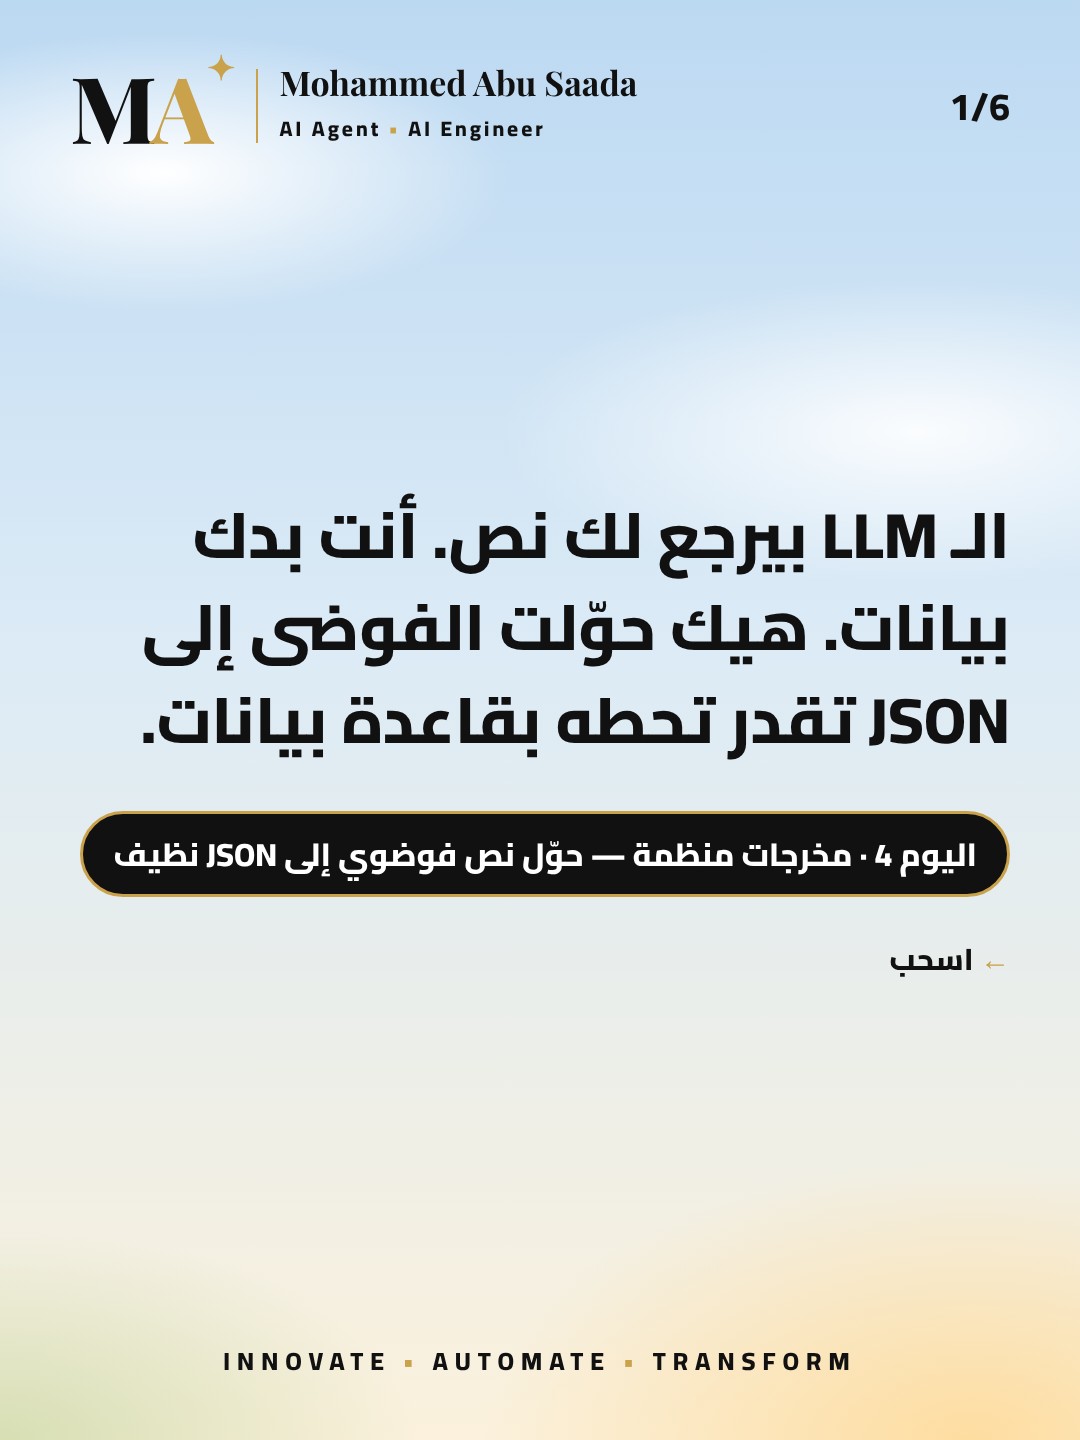 MA
Mohammed Abu Saada
AI Agent ▪ AI Engineer
1/6
الـ LLM بيرجع لك نص. أنت بدك
بيانات. هيك حوّلت الفوضى إلى
JSON تقدر تحطه بقاعدة بيانات.
اليوم 4 · مخرجات منظمة — حوّل نص فوضوي إلى JSON نظيف
← اسحب
INNOVATE ▪ AUTOMATE ▪ TRANSFORM